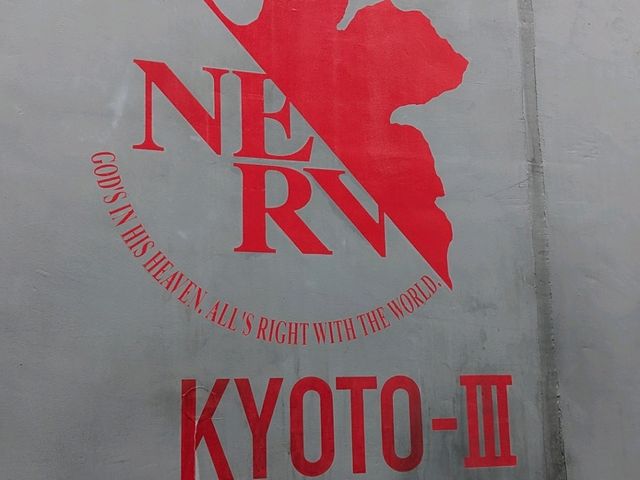 NERV
GOD'S IN HIS HEAVEN, ALL'S RIGHT WITH THE WORLD.
KYOTO-III